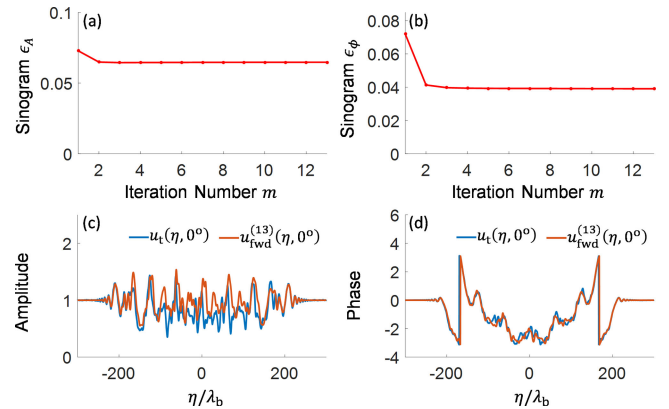 (a)
Sinogram ϵ_A
0.1
0.05
0
2 4 6 8 10 12
Iteration Number m
(b)
Sinogram ϵ_ϕ
0.08
0.06
0.04
0.02
0
2 4 6 8 10 12
Iteration Number m
(c)
u_t(η, 0°) u_fwd^(13)(η, 0°)
Amplitude
2
1
0
-200 0 200
η/λ_b
(d)
u_t(η, 0°) u_fwd^(13)(η, 0°)
Phase
6
4
2
0
-2
-4
-200 0 200
η/λ_b